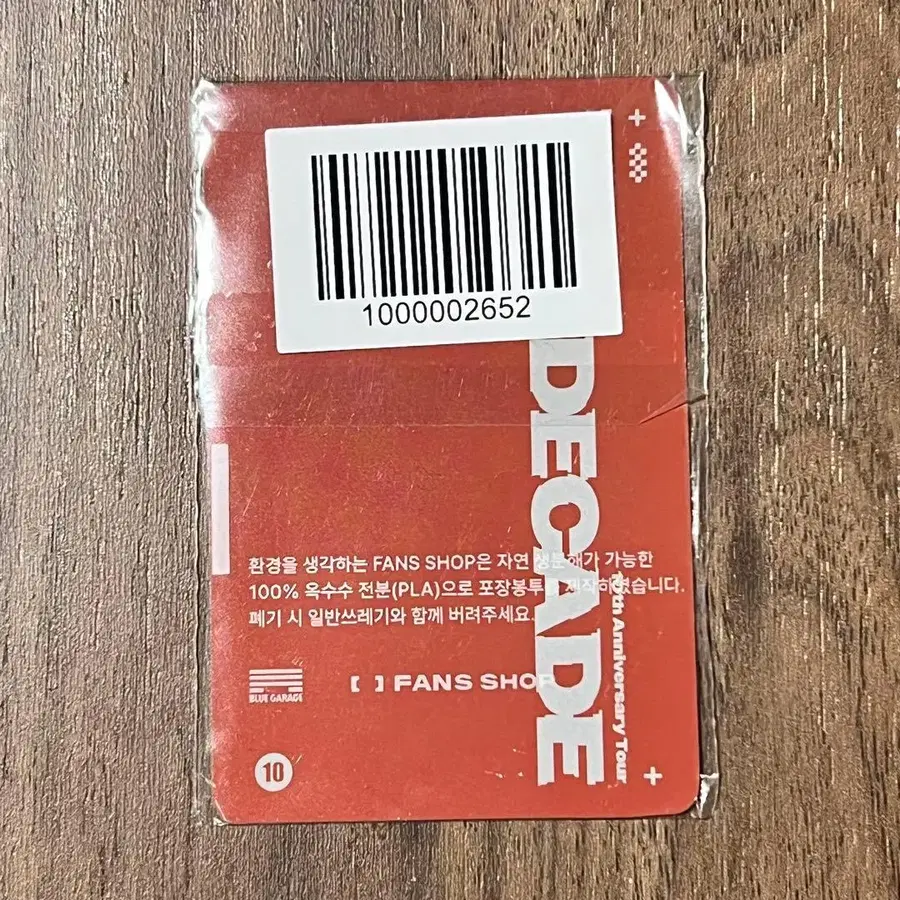 1000002652
DECADE
10th Anniversary Tour
환경을 생각하는 FANS SHOP은 자연 생분해가 가능한
100% 옥수수 전분(PLA)으로 포장봉투를 제작하였습니다.
폐기 시 일반쓰레기와 함께 버려주세요.
BLUE GARAGE
[ ] FANS SHOP
10